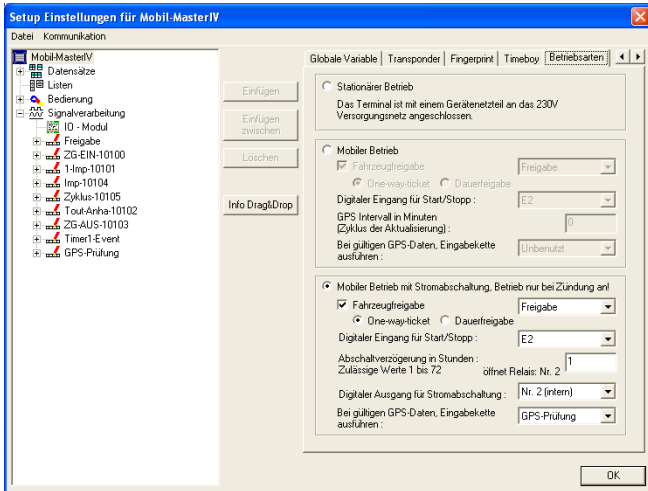 Setup Einstellungen für Mobil-MasterIV
Datei Kommunikation
Mobil-MasterIV
Datensätze
Listen
Bedienung
Signalverarbeitung
IO - Modul
Freigabe
ZG-EIN-10100
1-Imp-10101
Imp-10104
Zyklus-10105
Tout-Anha-10102
ZG-AUS-10103
Timer1-Event
GPS-Prüfung
Einfügen
Einfügen
zwischen
Löschen
Info Drag&Drop
Globale Variable Transponder Fingerprint Timeboy Betriebsarten
Stationärer Betrieb
Das Terminal ist mit einem Gerätenetzteil an das 230V
Versorgungsnetz angeschlossen.
Mobiler Betrieb
Fahrzeugfreigabe Freigabe
One-way-ticket Dauerfeigabe
Digitaler Eingang für Start/Stopp : E2
GPS Intervall in Minuten
(Zyklus der Aktualisierung) : 0
Bei gültigen GPS-Daten, Eingabekette
ausführen : Unbenutzt
Mobiler Betrieb mit Stromabschaltung, Betrieb nur bei Zündung an!
Fahrzeugfreigabe Freigabe
One-way-ticket Dauerfreigabe
Digitaler Eingang für Start/Stopp : E2
Abschaltverzögerung in Stunden : 1
Zulässige Werte 1 bis 72 öffnet Relais: Nr. 2
Digitaler Ausgang für Stromabschaltung : Nr. 2 (intern)
Bei gültigen GPS-Daten, Eingabekette
ausführen : GPS-Prüfung
OK